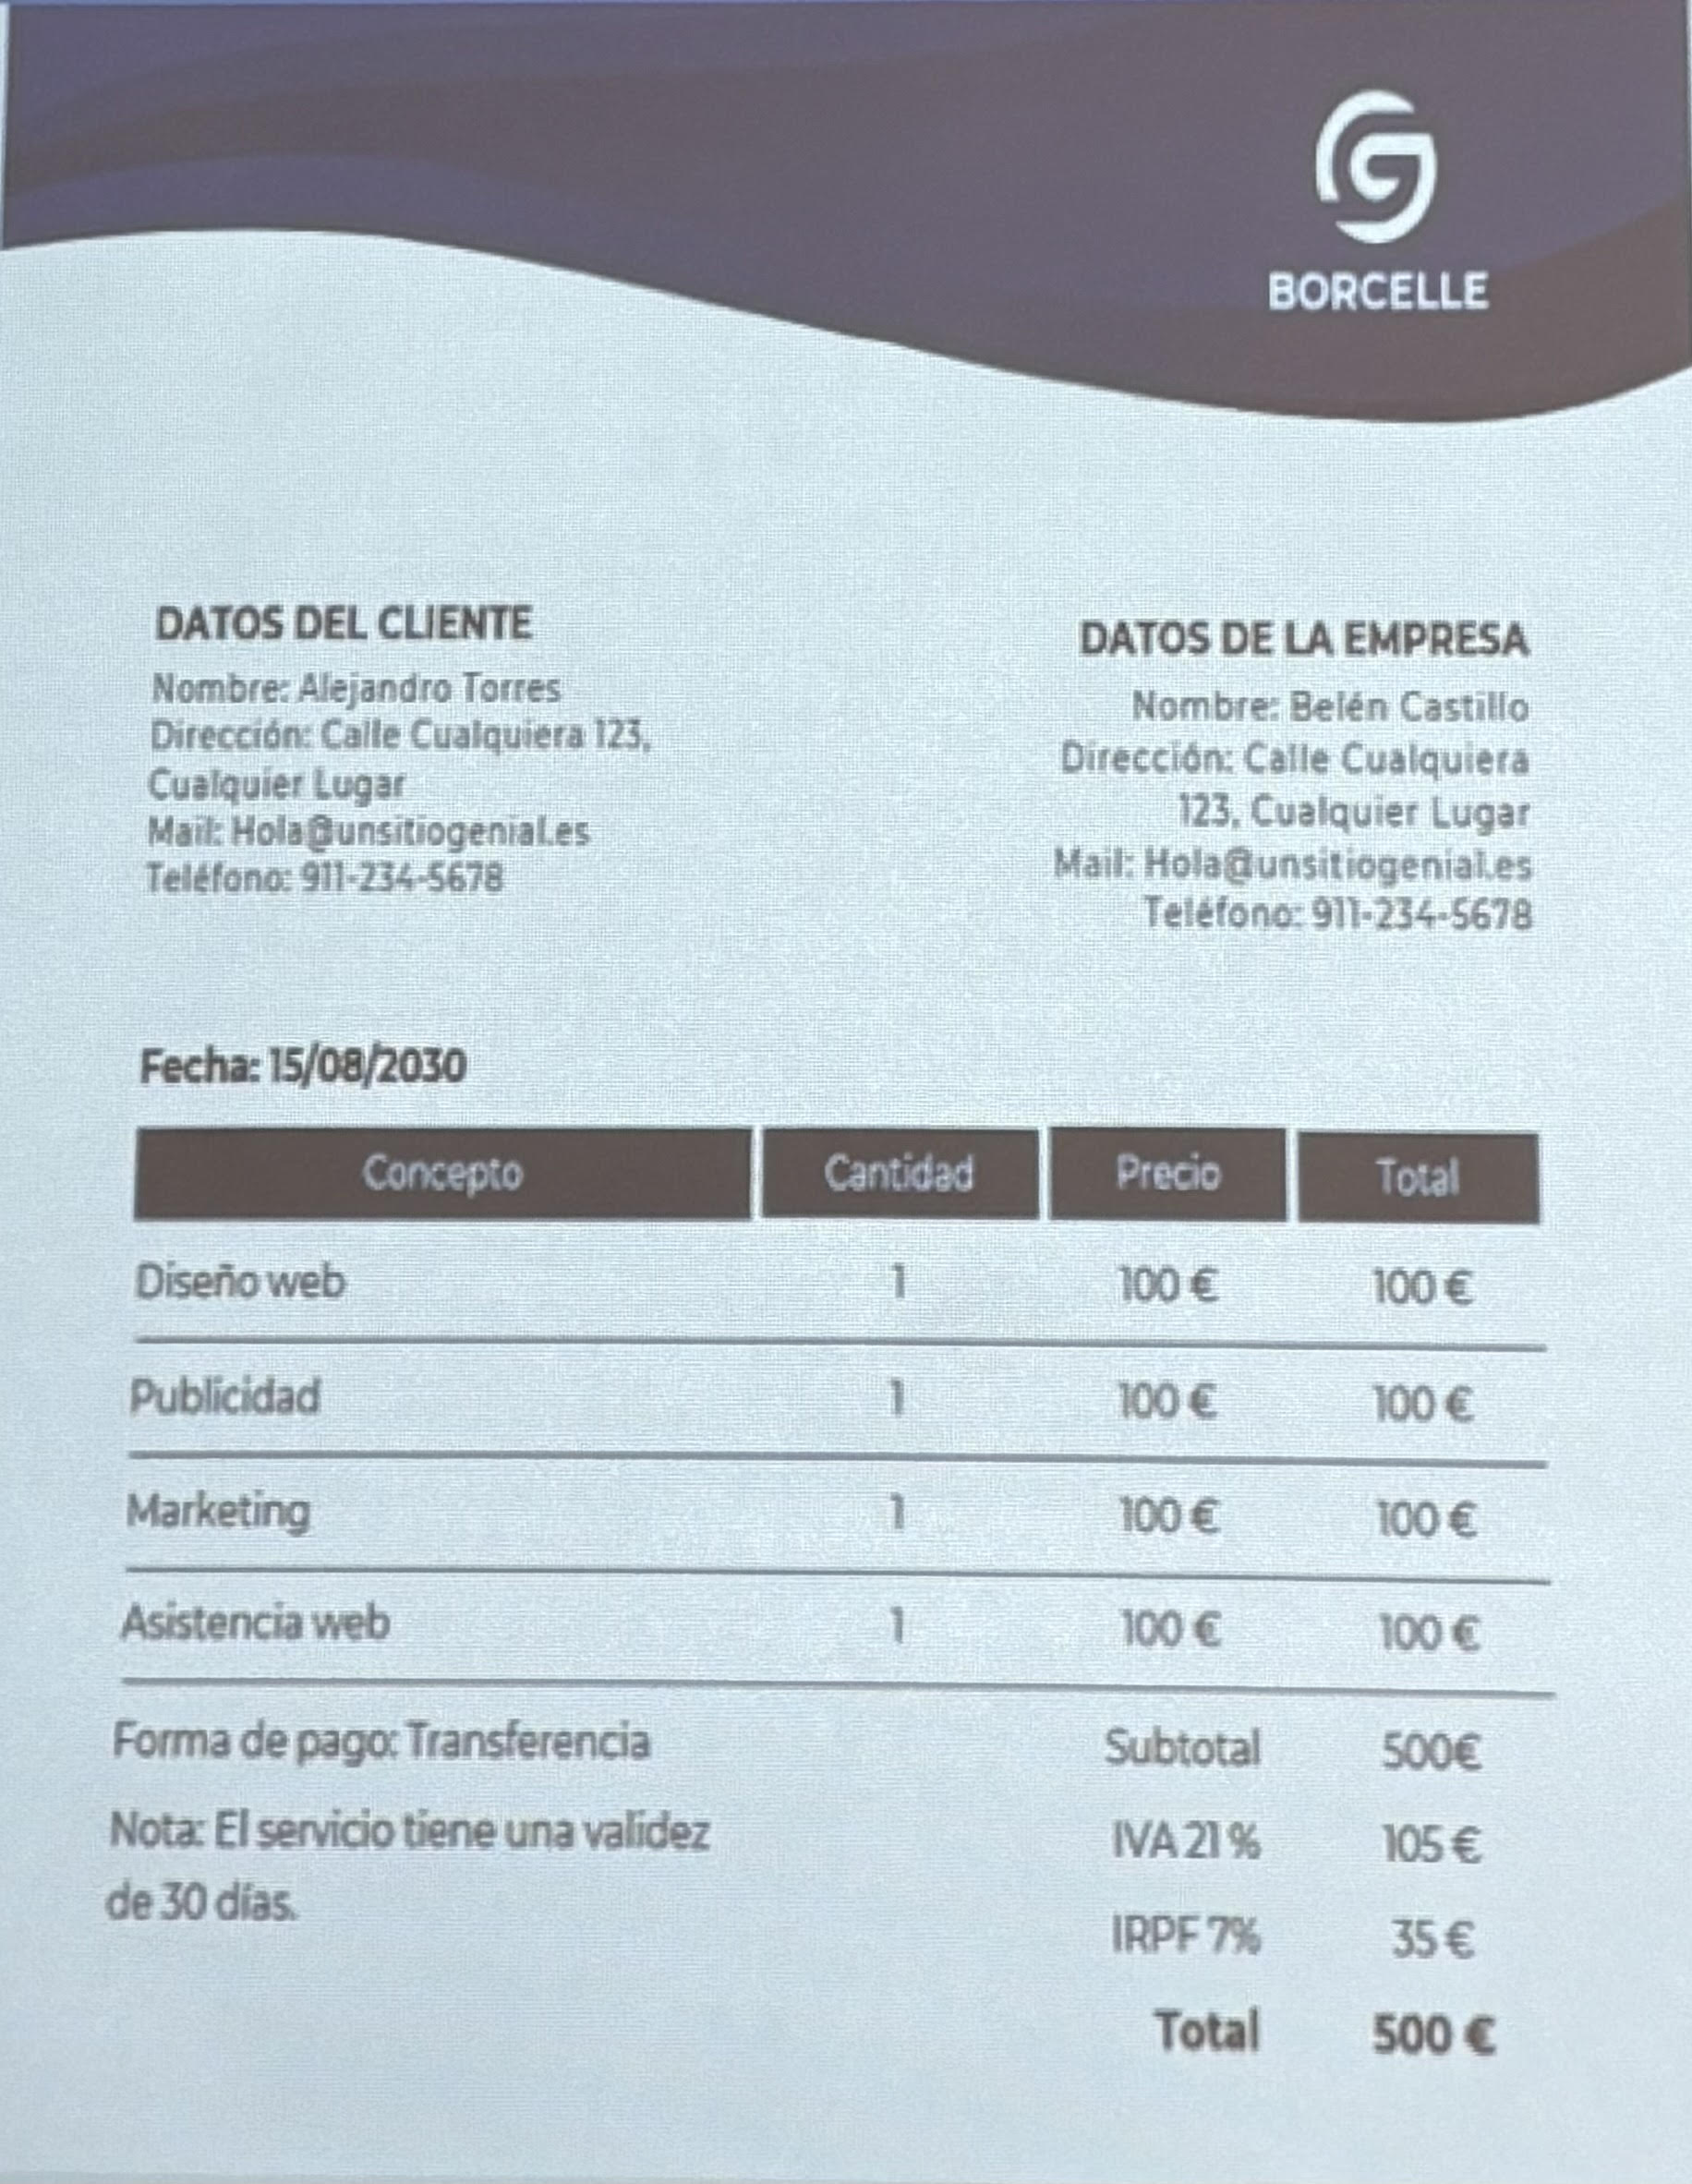 BORCELLE
DATOS DEL CLIENTE
Nombre: Alejandro Torres
Dirección: Calle Cualquiera 123,
Cualquier Lugar
Mail: Hola@unsitiogenial.es
Teléfono: 911-234-5678
DATOS DE LA EMPRESA
Nombre: Belén Castillo
Dirección: Calle Cualquiera
123, Cualquier Lugar
Mail: Hola@unsitiogenial.es
Teléfono: 911-234-5678
Fecha: 15/08/2030
Concepto Cantidad Precio Total
Diseño web 1 100 € 100 €
Publicidad 1 100 € 100 €
Marketing 1 100 € 100 €
Asistencia web 1 100 € 100 €
Forma de pago: Transferencia
Nota: El servicio tiene una validez
de 30 días.
Subtotal 500€
IVA 21 % 105 €
IRPF 7% 35 €
Total 500 €